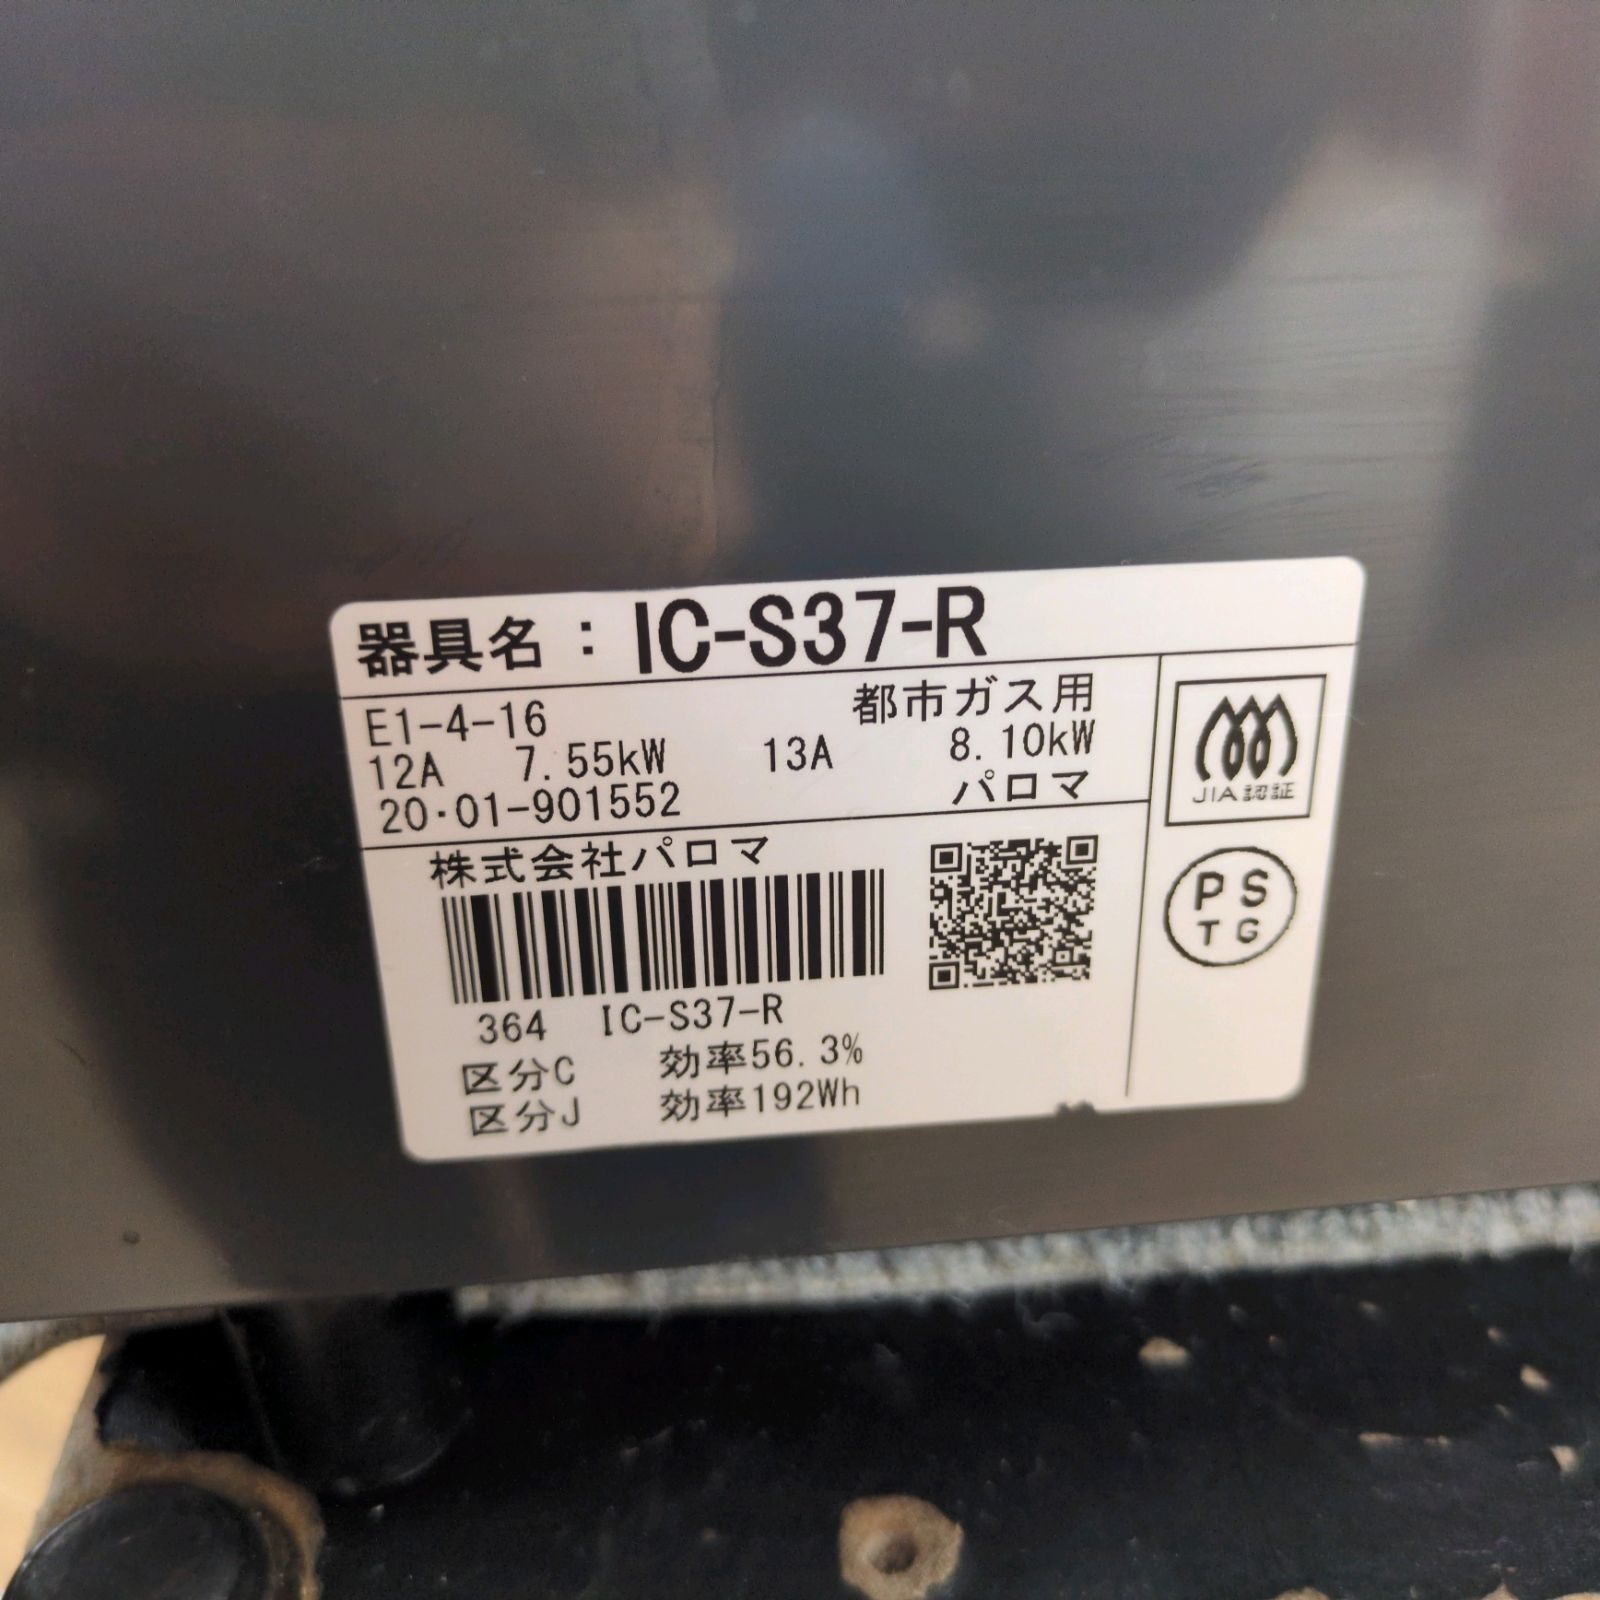 器具名：IC-S37-R
E1-4-16 都市ガス用
12A 7.55kW 13A 8.10kW
20・01-901552 パロマ
株式会社パロマ
364 IC-S37-R
区分C 効率56.3%
区分J 効率192Wh
JIA認証
PS
TG